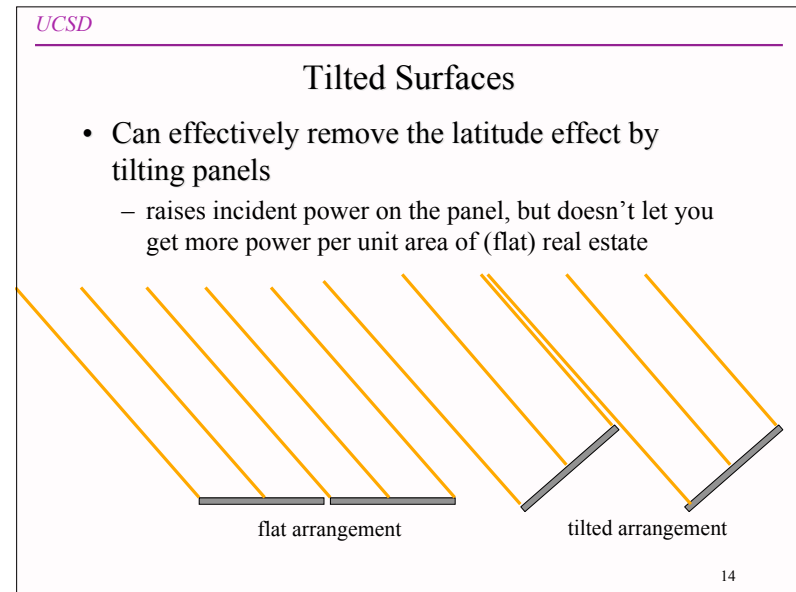 UCSD
Tilted Surfaces
• Can effectively remove the latitude effect by
tilting panels
– raises incident power on the panel, but doesn’t let you
get more power per unit area of (flat) real estate
flat arrangement
tilted arrangement
14